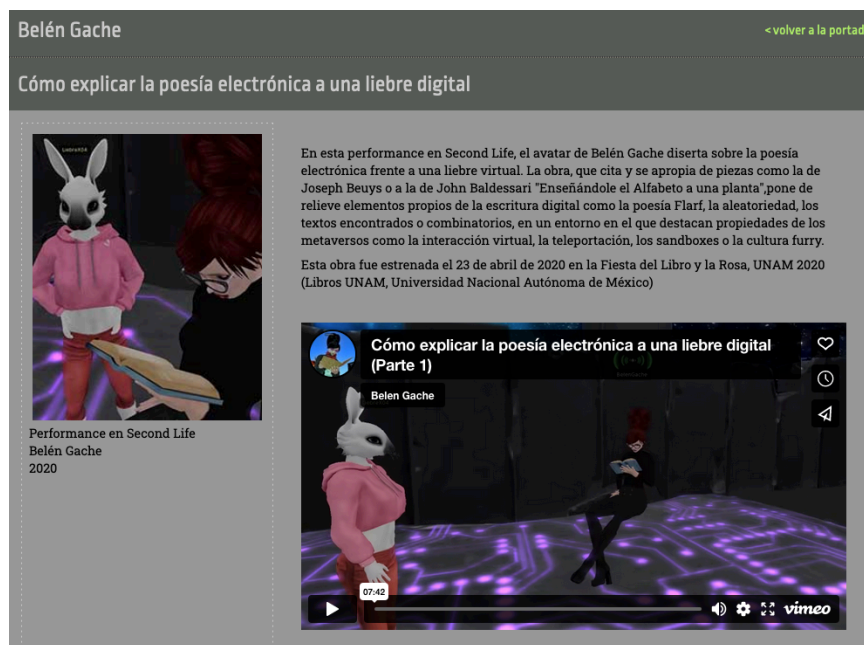 Belén Gache
< volver a la portad
Cómo explicar la poesía electrónica a una liebre digital
En esta performance en Second Life, el avatar de Belén Gache diserta sobre la poesía
electrónica frente a una liebre virtual. La obra, que cita y se apropia de piezas como la de
Joseph Beuys o a la de John Baldessari "Enseñándole el Alfabeto a una planta",pone de
relieve elementos propios de la escritura digital como la poesía Flarf, la aleatoriedad, los
textos encontrados o combinatorios, en un entorno en el que destacan propiedades de los
metaversos como la interacción virtual, la teleportación, los sandboxes o la cultura furry.
Esta obra fue estrenada el 23 de abril de 2020 en la Fiesta del Libro y la Rosa, UNAM 2020
(Libros UNAM, Universidad Nacional Autónoma de México)
Performance en Second Life
Belén Gache
2020
Cómo explicar la poesía electrónica a una liebre digital
(Parte 1)
Belen Gache
07:42
vimeo